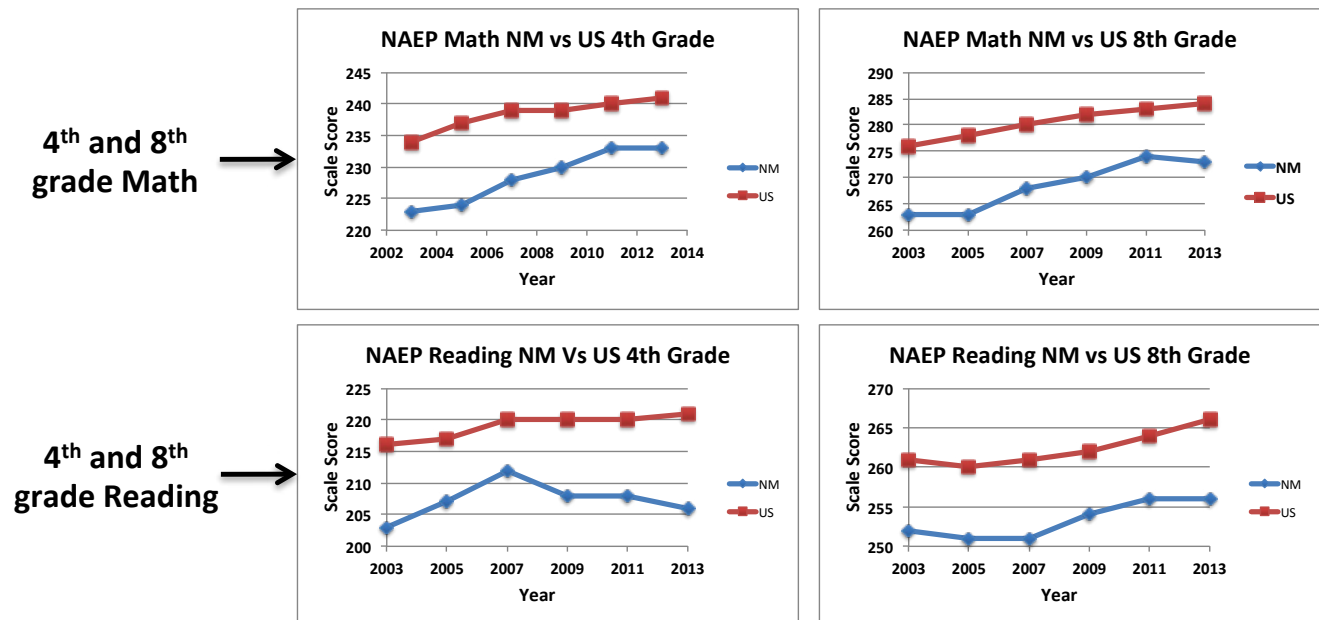 4th and 8th
grade Math
NAEP Math NM vs US 4th Grade
Scale Score
245
240
235
230
225
220
2002 2004 2006 2008 2010 2012 2014
Year
NM
US
NAEP Math NM vs US 8th Grade
Scale Score
290
285
280
275
270
265
260
2003 2005 2007 2009 2011 2013
Year
NM
US
4th and 8th
grade Reading
NAEP Reading NM Vs US 4th Grade
Scale Score
225
220
215
210
205
200
2003 2005 2007 2009 2011 2013
Year
NM
US
NAEP Reading NM vs US 8th Grade
Scale Score
270
265
260
255
250
2003 2005 2007 2009 2011 2013
Year
NM
US